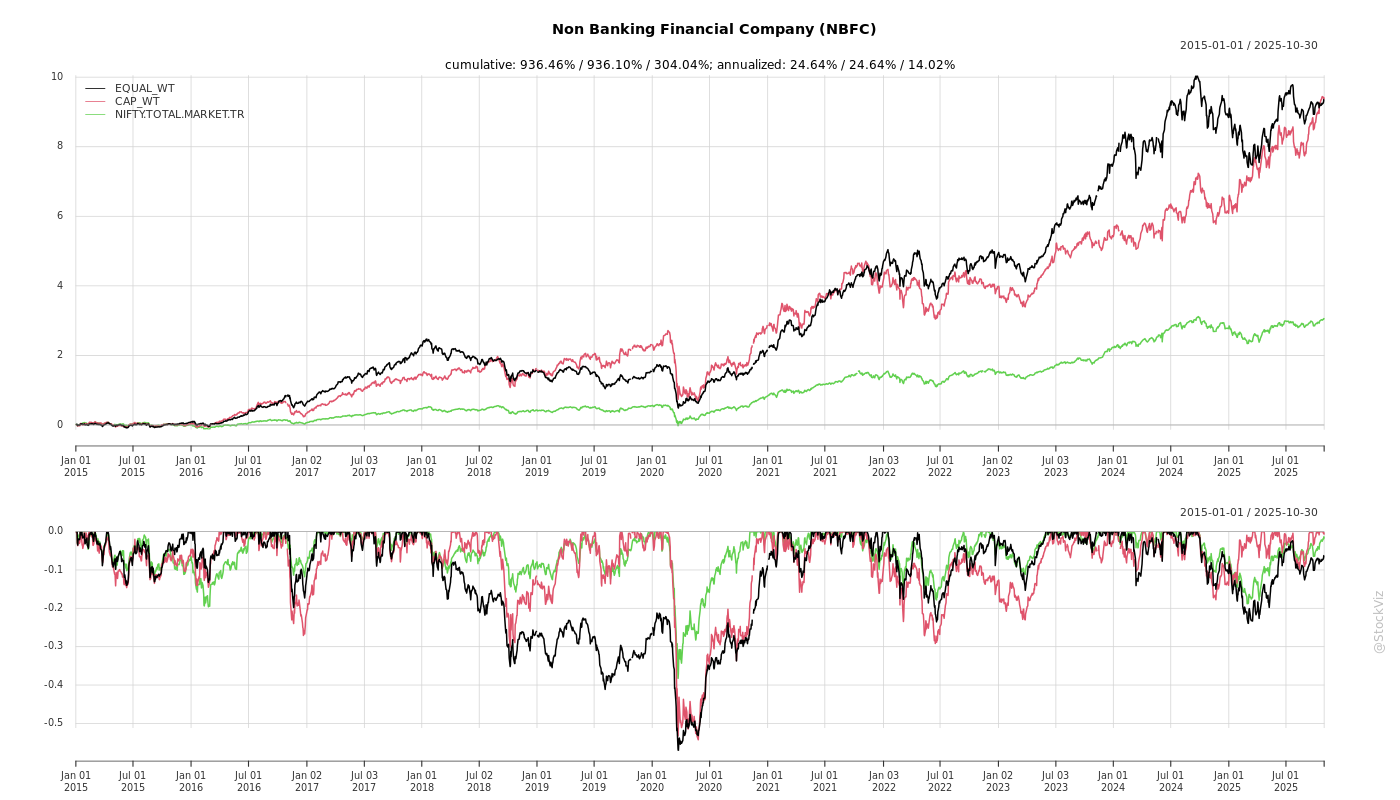 Non Banking Financial Company (NBFC)
2015-01-01 / 2025-10-30
cumulative: 936.46% / 936.10% / 304.04%; annualized: 24.64% / 24.64% / 14.02%
EQUAL_WT
CAP_WT
NIFTY.TOTAL.MARKET.TR
10
8
6
4
2
0
Jan 01 Jul 01 Jan 01 Jul 01 Jan 02 Jul 03 Jan 01 Jul 02 Jan 01 Jul 01 Jan 01 Jul 01 Jan 01 Jul 01 Jan 03 Jul 01 Jan 02 Jul 03 Jan 01 Jul 01 Jan 01 Jul 01
2015 2015 2016 2016 2017 2017 2018 2018 2019 2019 2020 2020 2021 2021 2022 2022 2023 2023 2024 2024 2025 2025
2015-01-01 / 2025-10-30
0.0
-0.1
-0.2
-0.3
-0.4
-0.5
Jan 01 Jul 01 Jan 01 Jul 01 Jan 02 Jul 03 Jan 01 Jul 02 Jan 01 Jul 01 Jan 01 Jul 01 Jan 01 Jul 01 Jan 03 Jul 01 Jan 02 Jul 03 Jan 01 Jul 01 Jan 01 Jul 01
2015 2015 2016 2016 2017 2017 2018 2018 2019 2019 2020 2020 2021 2021 2022 2022 2023 2023 2024 2024 2025 2025
@StockViz